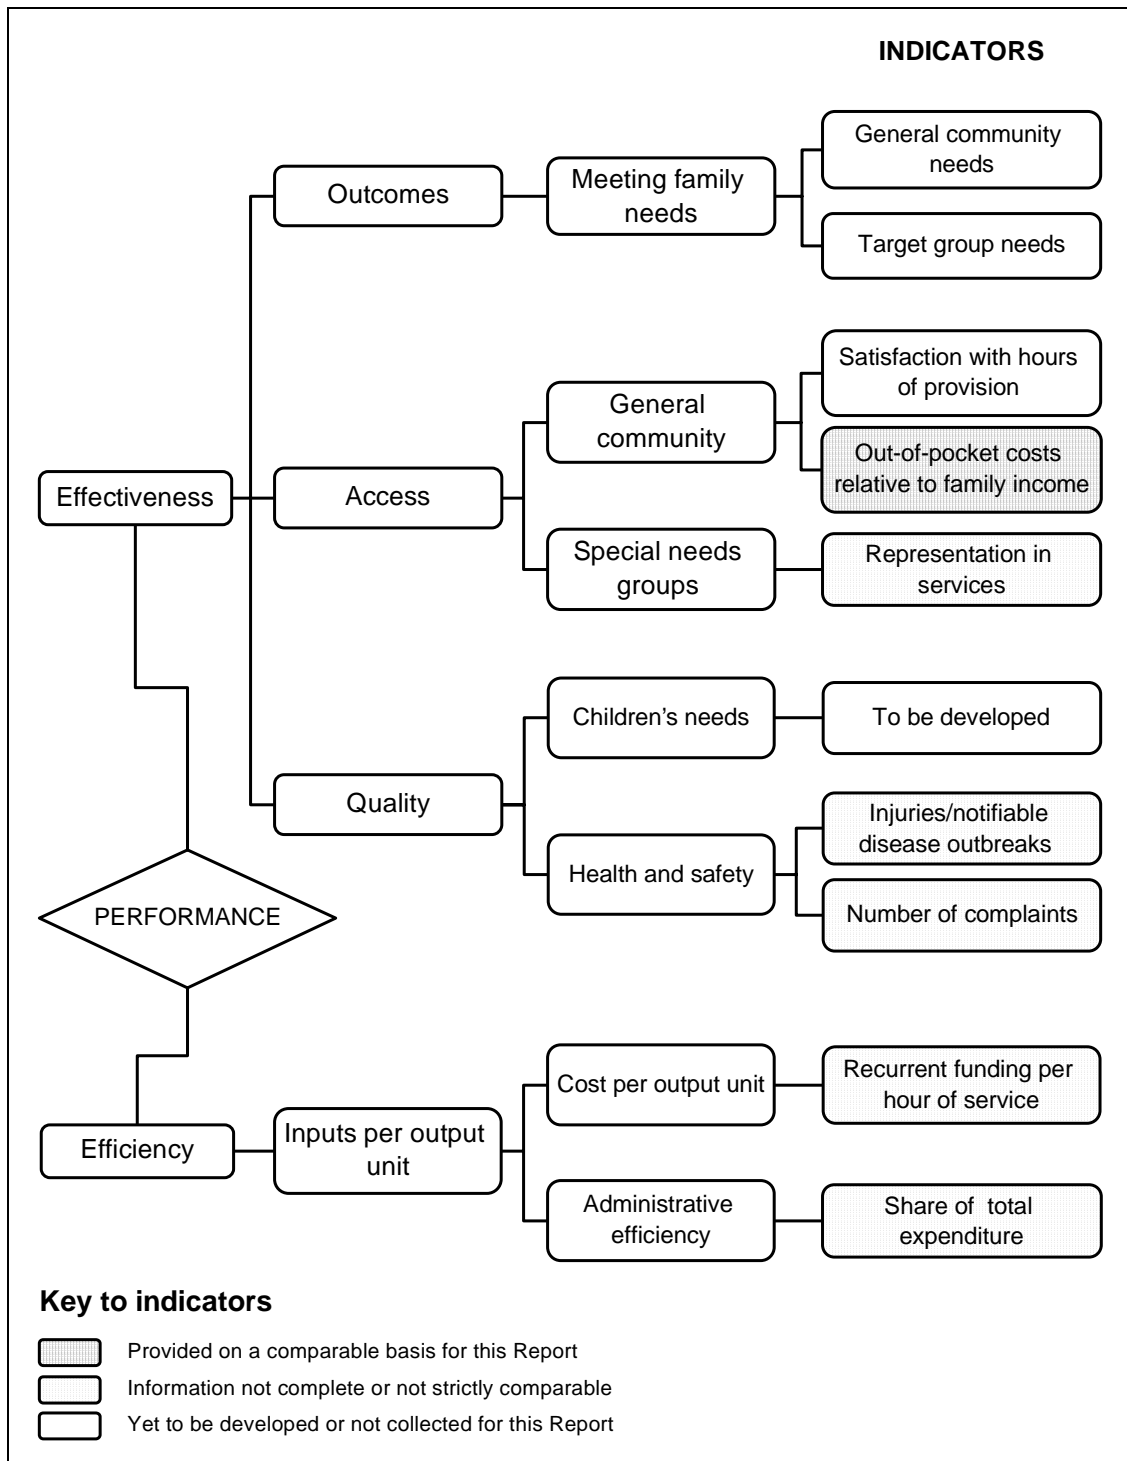 INDICATORS
General community
needs
Outcomes
Meeting family
needs
Target group needs
Satisfaction with hours
of provision
General
community
Out-of-pocket costs
relative to family income
Effectiveness
Access
Special needs
groups
Representation in
services
Children’s needs
To be developed
Quality
Injuries/notifiable
disease outbreaks
Health and safety
Number of complaints
PERFORMANCE
Cost per output unit
Recurrent funding per
hour of service
Efficiency
Inputs per output
unit
Administrative
efficiency
Share of total
expenditure
Key to indicators
Provided on a comparable basis for this Report
Information not complete or not strictly comparable
Yet to be developed or not collected for this Report